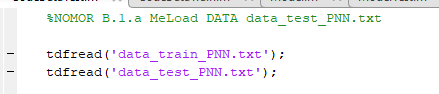 %NOMOR B.1.a MeLoad DATA data_test_PNN.txt
tdfread('data_train_PNN.txt');
tdfread('data_test_PNN.txt');